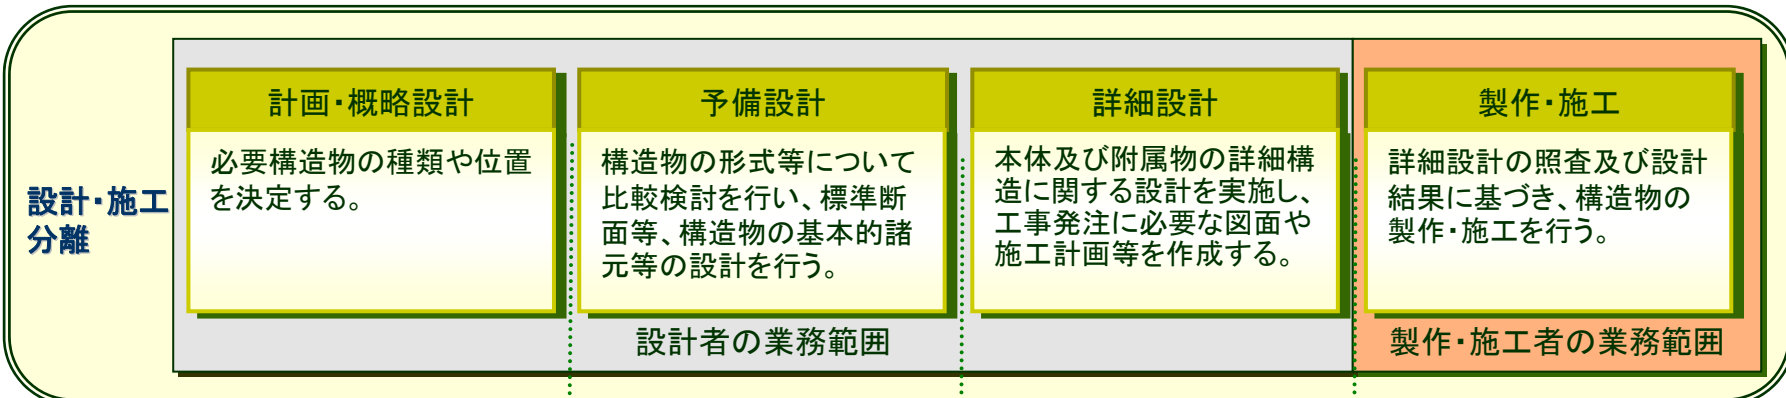 設計・施工
分離
計画・概略設計
必要構造物の種類や位置
を決定する。
予備設計
構造物の形式等について
比較検討を行い、標準断
面等、構造物の基本的諸
元等の設計を行う。
詳細設計
本体及び附属物の詳細構
造に関する設計を実施し、
工事発注に必要な図面や
施工計画等を作成する。
製作・施工
詳細設計の照査及び設計
結果に基づき、構造物の
製作・施工を行う。
設計者の業務範囲
製作・施工者の業務範囲